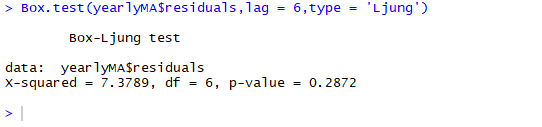 > Box.test(yearlyMA$residuals,lag = 6,type = 'Ljung')
Box-Ljung test
data:  yearlyMA$residuals
X-squared = 7.3789, df = 6, p-value = 0.2872
>